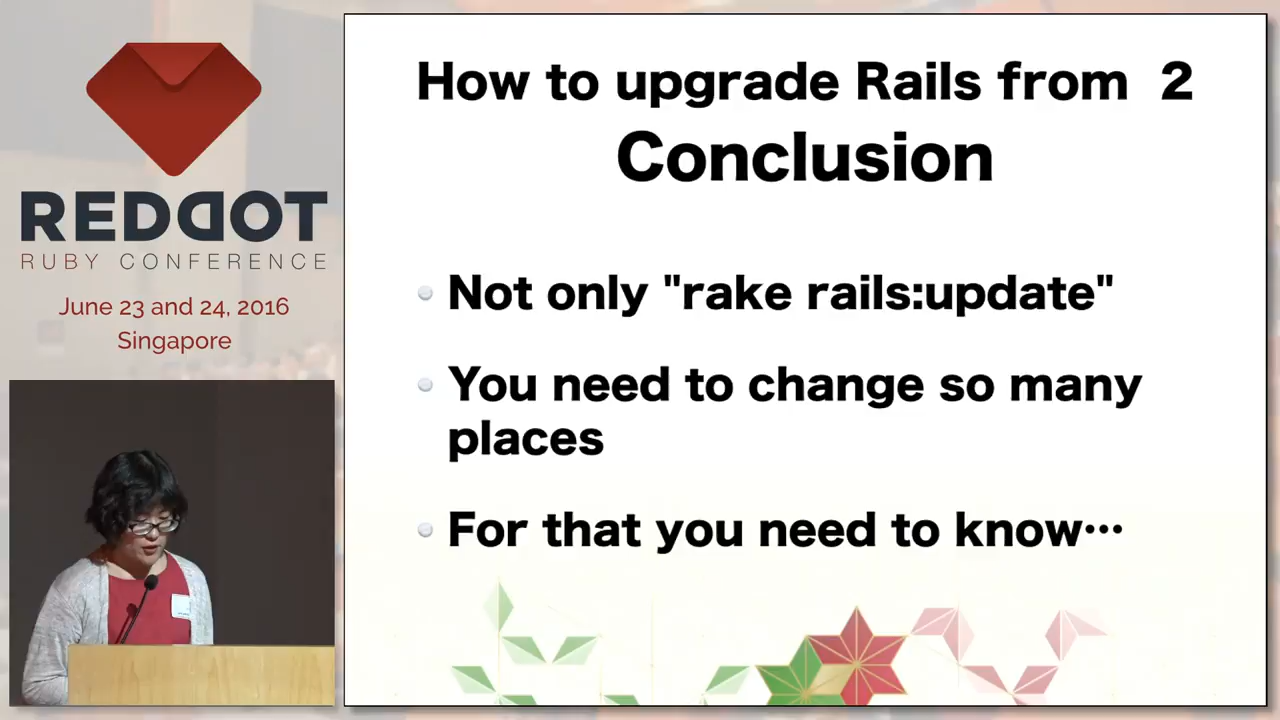 REDDOT
RUBY CONFERENCE
June 23 and 24, 2016
Singapore
How to upgrade Rails from 2
Conclusion
Not only "rake rails:update"
You need to change so many
places
For that you need to know…